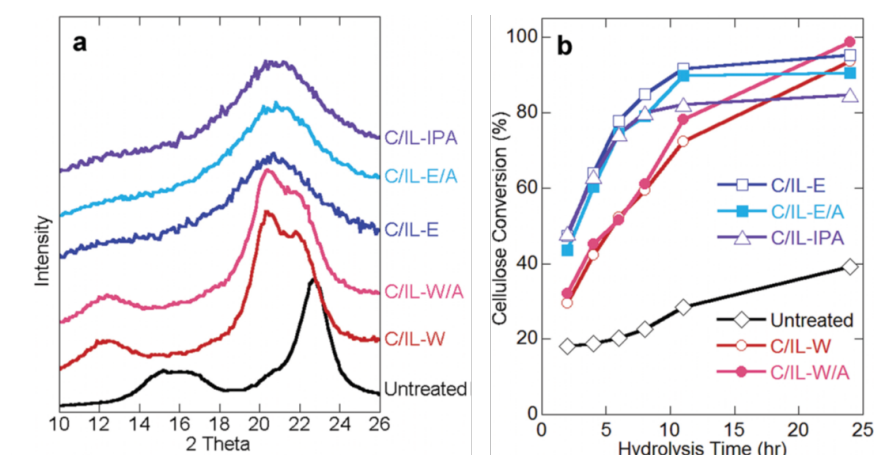 a
C/IL-IPA
C/IL-E/A
C/IL-E
C/IL-W/A
C/IL-W
Untreated
Intensity
10 12 14 16 18 20 22 24 26
2 Theta
b
100
80
60
40
20
0
Cellulose Conversion (%)
C/IL-E
C/IL-E/A
C/IL-IPA
Untreated
C/IL-W
C/IL-W/A
0 5 10 15 20 25
Hydrolysis Time (hr)